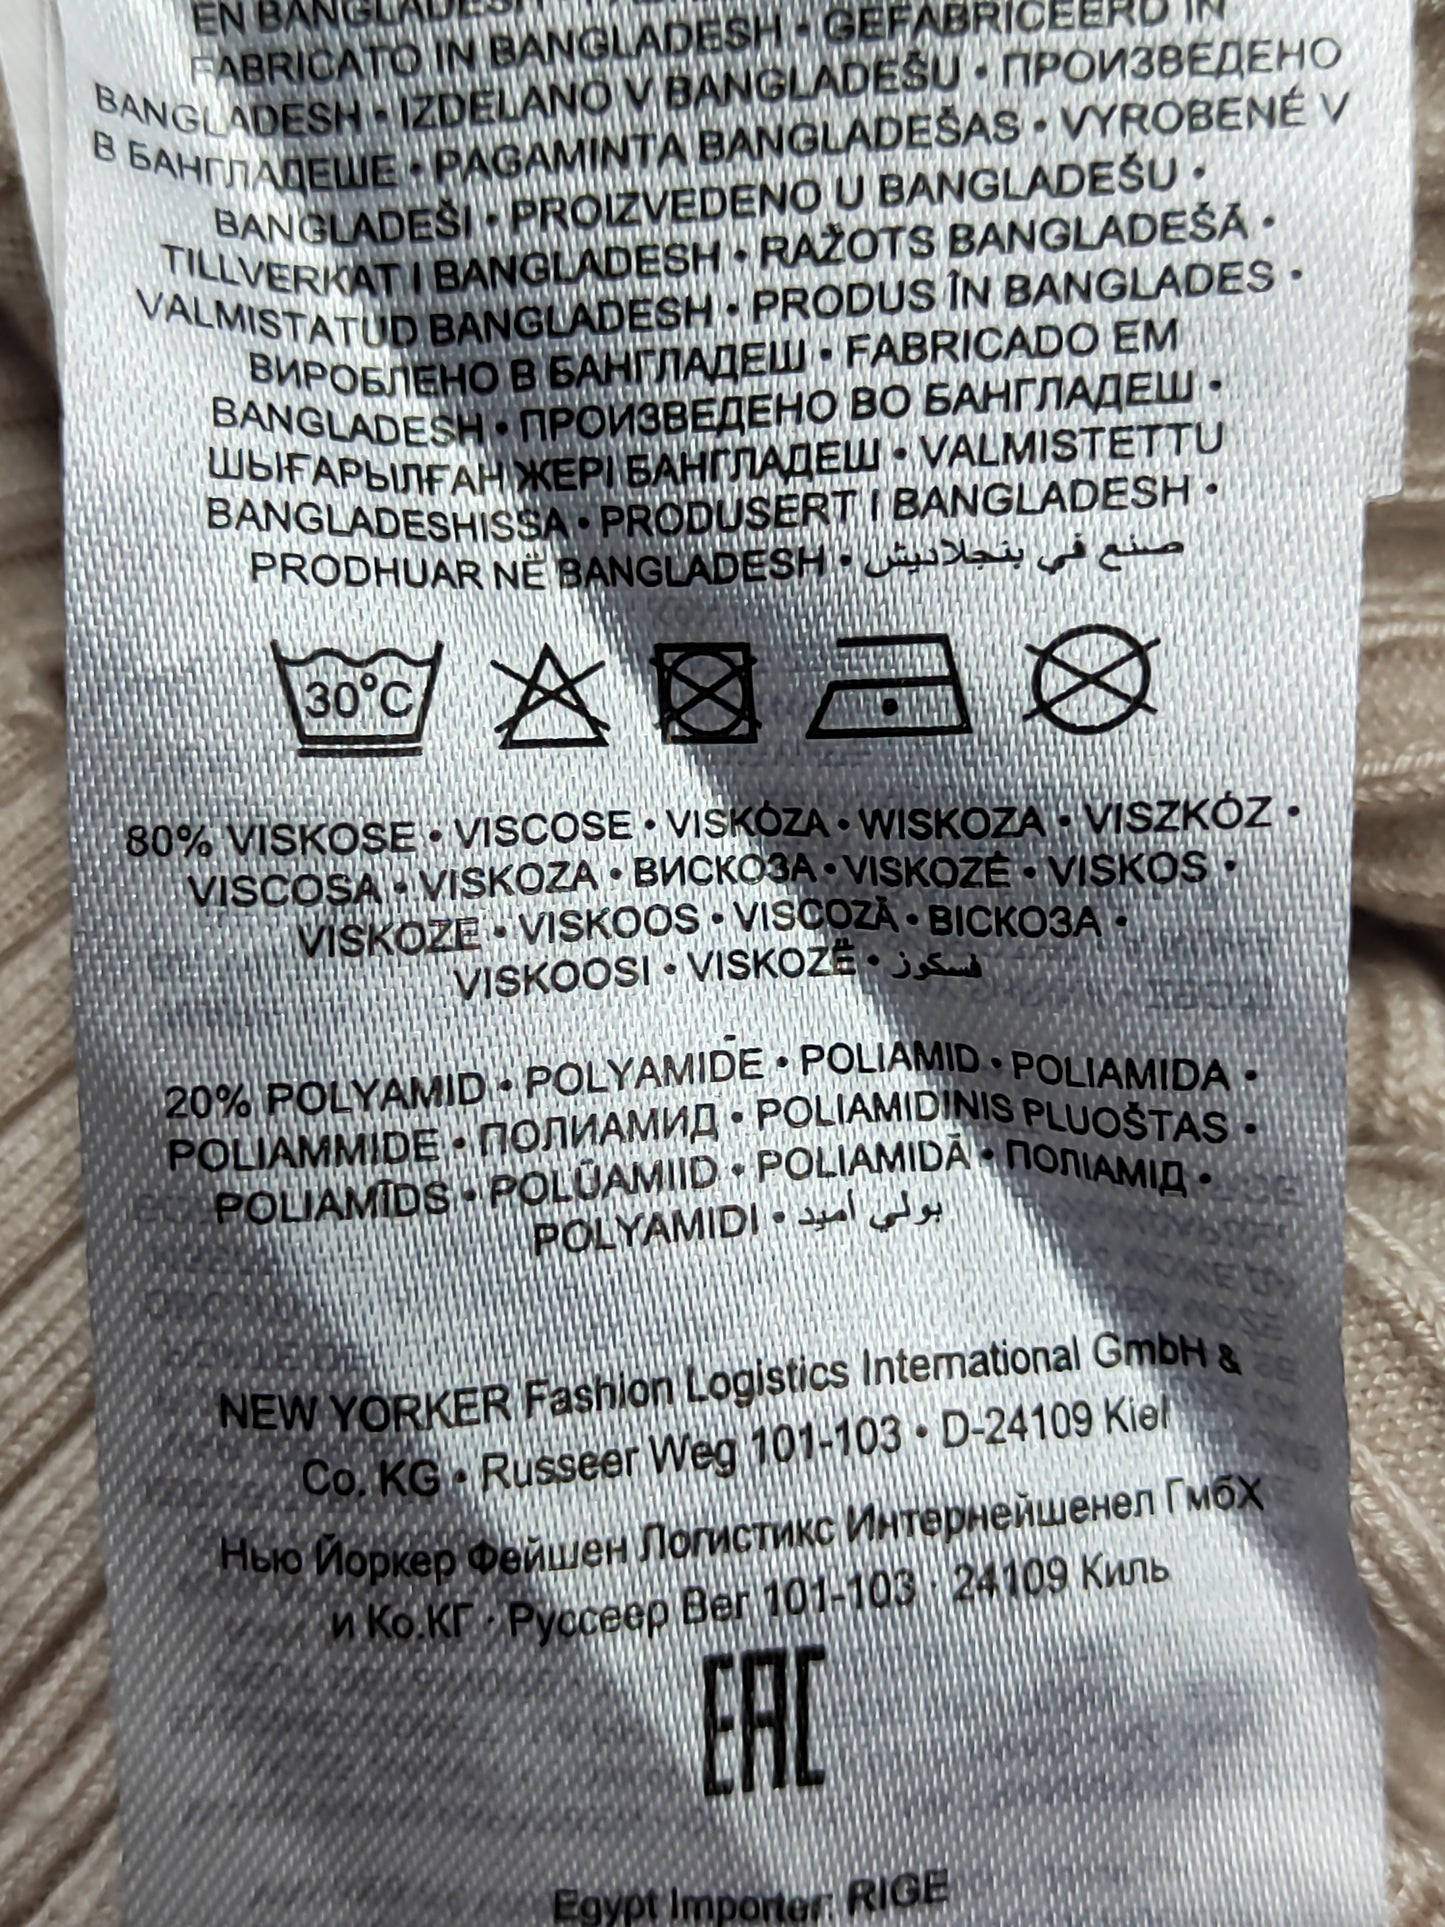 EN BANGLADESH
FABRICATO IN BANGLADESH • GEFABRICEERD IN
BANGLADESH • IZDELANO V BANGLADEŠU • ПРОИЗВЕДЕНО
В БАНГЛАДЕШЕ • PAGAMINTA BANGLADEŠAS • VYROBENÉ V
BANGLADEŠI • PROIZVEDENO U BANGLADEŠU •
TILLVERKAT I BANGLADESH • RAŽOTS BANGLADEŠĀ •
VALMISTATUD BANGLADESH • PRODUS ÎN BANGLADES •
ВИРОБЛЕНО В БАНГЛАДЕШ • FABRICADO EM
BANGLADESH • ПРОИЗВЕДЕНО ВО БАНГЛАДЕШ •
ШЫҒАРЫЛҒАН ЖЕРІ БАНГЛАДЕШ • VALMISTETTU
BANGLADESHISSA • PRODUSERT I BANGLADESH •
PRODHUAR NË BANGLADESH • صنع في بنجلاديش
30°C
80% VISKOSE • VISCOSE • VISKÓZA • WISKOZA • VISZKÓZ •
VISCOSA • VISKOZA • ВИСКОЗА • VISKOZĖ • VISKOS •
VISKOZE • VISKOOS • VISCOZĂ • ВІСКОЗА •
VISKOOSI • VISKOZË • فسكوز
20% POLYAMID • POLYAMIDE • POLIAMID • POLIAMIDA •
POLIAMMIDE • ПОЛИАМИД • POLIAMIDINIS PLUOŠTAS •
POLIAMĪDS • POLÜAMIID • POLIAMIDĂ • ПОЛІАМІД •
POLYAMIDI • بولي اميد
NEW YORKER Fashion Logistics International GmbH &
Co. KG • Russeer Weg 101-103 • D-24109 Kiel
Нью Йоркер Фейшен Логистикс Интернейшенел ГмбХ
и Ко.КГ · Руссеер Вег 101-103 · 24109 Киль
EAC
Egypt Importer: RIGE